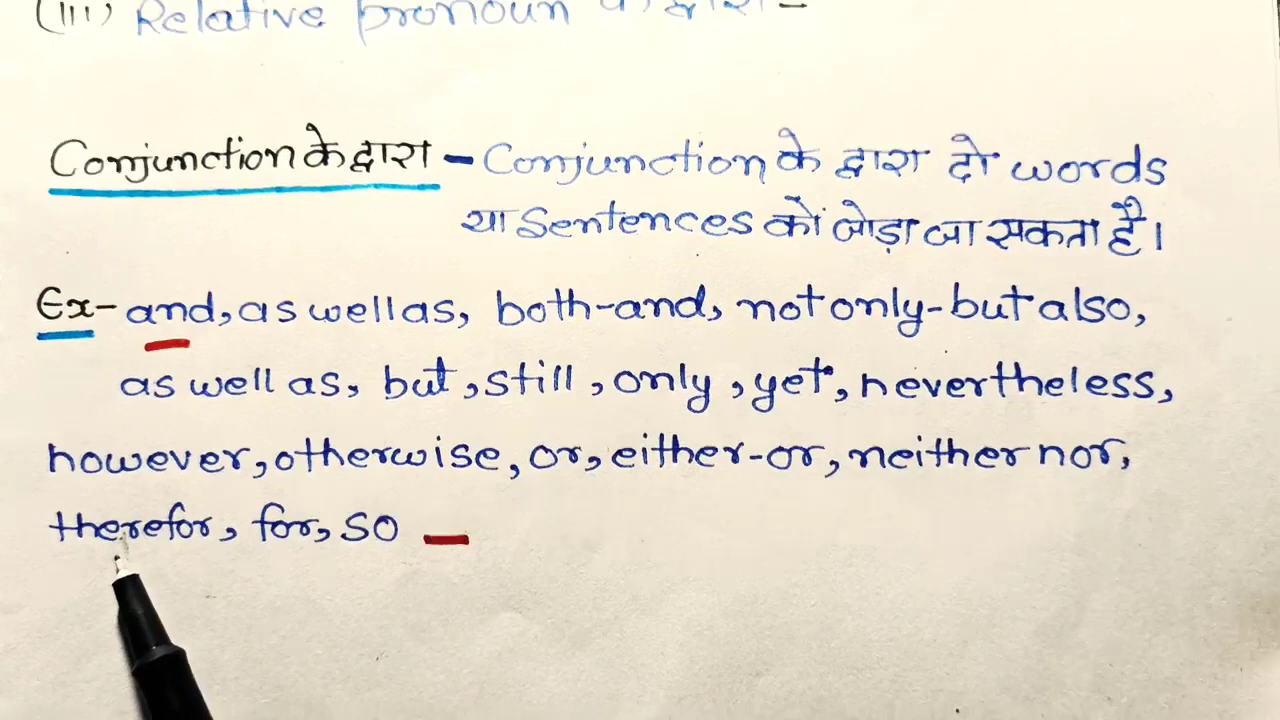 (iii) Relative pronoun के द्वारा -
Conjunction के द्वारा - Conjunction के द्वारा दो words
या Sentences को जोड़ा जा सकता है।
Ex- and, as well as, both-and, not only-but also,
as well as, but, still, only, yet, nevertheless,
however, otherwise, or, either-or, neither nor,
therefor, for, so -